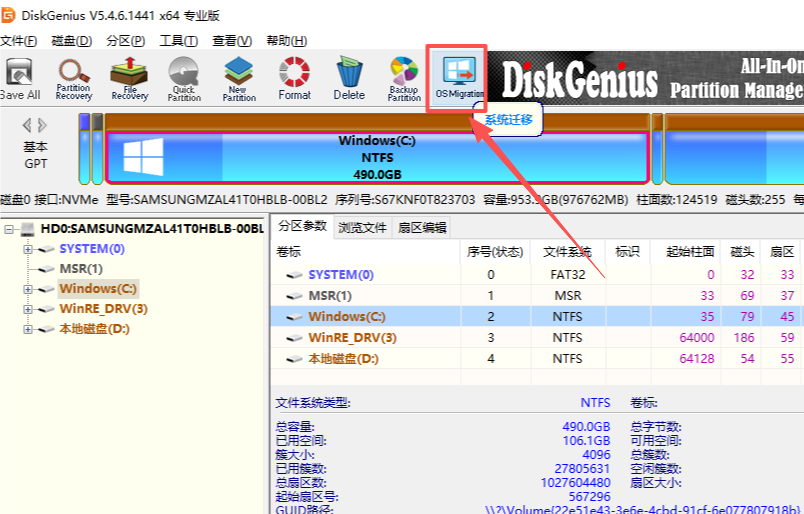 DiskGenius V5.4.6.1441 x64 专业版
文件(F) 磁盘(D) 分区(P) 工具(T) 查看(V) 帮助(H)
Save All Partition Recovery File Recovery Quick Partition New Partition Format Delete Backup Partition OS Migration
DiskGenius All-In-On
Partition Manage
系统迁移
基本
GPT
Windows(C:)
NTFS
490.0GB
磁盘0 接口:NVMe 型号:SAMSUNGMZAL41T0HBLB-00BL2 序列号:S67KNF0T823703 容量:953.9GB(976762MB) 柱面数:124519 磁头数:255 每
HD0:SAMSUNGMZAL41T0HBLB-00BL
SYSTEM(0)
MSR(1)
Windows(C:)
WinRE_DRV(3)
本地磁盘(D:)
分区参数 浏览文件 扇区编辑
卷标 序号(状态) 文件系统 标识 起始柱面 磁头 扇区
SYSTEM(0) 0 FAT32 0 32 33
MSR(1) 1 MSR 33 69 37
Windows(C:) 2 NTFS 35 79 45
WinRE_DRV(3) 3 NTFS 64000 186 59
本地磁盘(D:) 4 NTFS 64128 54 55
文件系统类型: NTFS 卷标:
总容量: 490.0GB 总字节数:
已用空间: 106.1GB 可用空间:
簇大小: 4096 总簇数:
已用簇数: 27805631 空闲簇数:
总扇区数: 1027604480 扇区大小:
起始扇区号: 567296
GUID路径: \\?\Volume{22e51e43-3e6e-4cbd-91cf-6e077807918b}